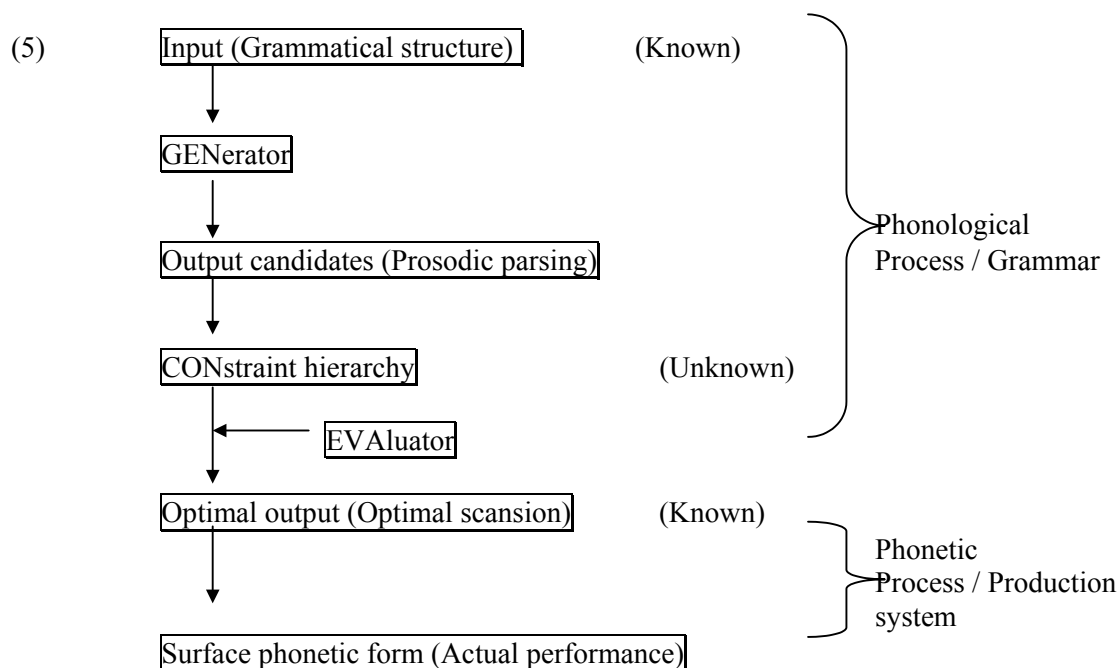 (5) Input (Grammatical structure) (Known)
GENerator
Output candidates (Prosodic parsing)
Phonological
Process / Grammar
CONstraint hierarchy (Unknown)
EVAluator
Optimal output (Optimal scansion) (Known)
Phonetic
Process / Production
system
Surface phonetic form (Actual performance)